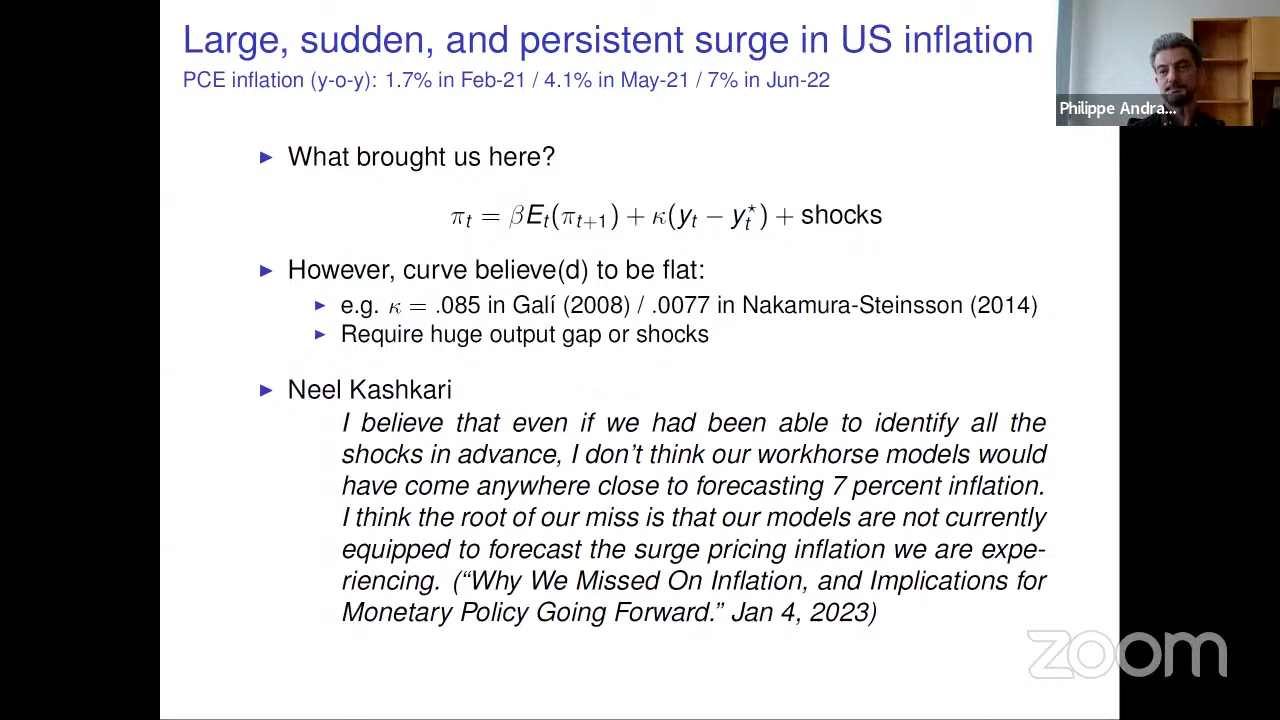 Large, sudden, and persistent surge in US inflation
PCE inflation (y-o-y): 1.7% in Feb-21 / 4.1% in May-21 / 7% in Jun-22
Philippe Andra...
▶ What brought us here?
π_t = βE_t(π_{t+1}) + κ(y_t − y_t^⋆) + shocks
▶ However, curve believe(d) to be flat:
▶ e.g. κ = .085 in Galí (2008) / .0077 in Nakamura-Steinsson (2014)
▶ Require huge output gap or shocks
▶ Neel Kashkari
I believe that even if we had been able to identify all the
shocks in advance, I don't think our workhorse models would
have come anywhere close to forecasting 7 percent inflation.
I think the root of our miss is that our models are not currently
equipped to forecast the surge pricing inflation we are expe-
riencing. (“Why We Missed On Inflation, and Implications for
Monetary Policy Going Forward.” Jan 4, 2023)
zoom